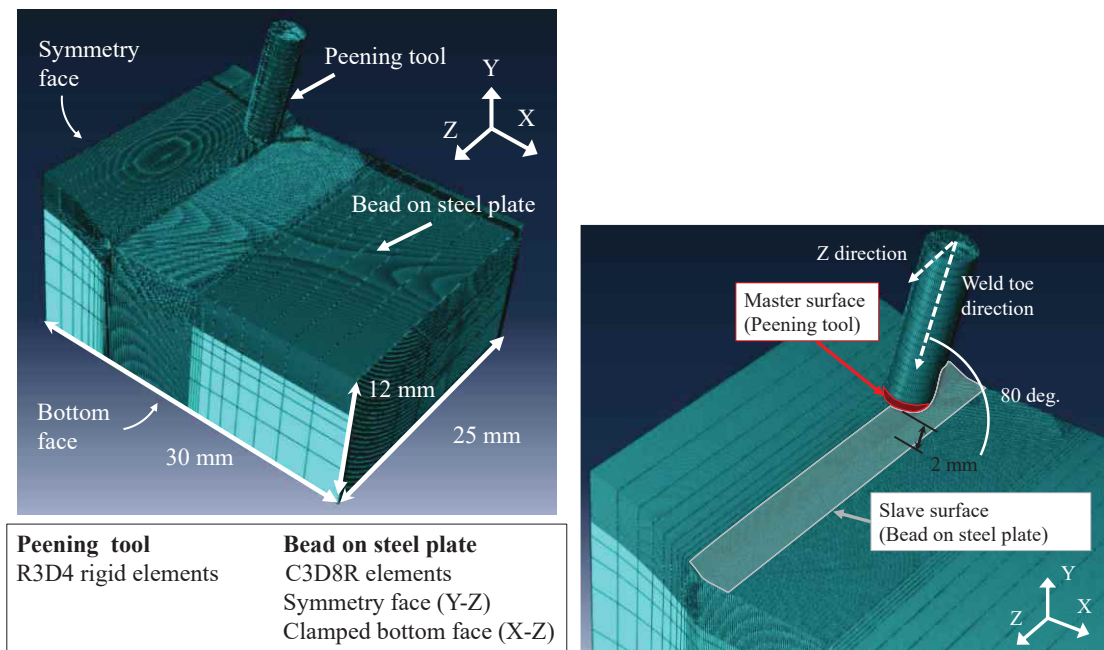 Symmetry
face
Peening tool
Y
X
Z
Bead on steel plate
12 mm
25 mm
30 mm
Bottom
face
Peening tool
R3D4 rigid elements
Bead on steel plate
C3D8R elements
Symmetry face (Y-Z)
Clamped bottom face (X-Z)
Z direction
Weld toe
direction
Master surface
(Peening tool)
80 deg.
2 mm
Slave surface
(Bead on steel plate)
Y
X
Z